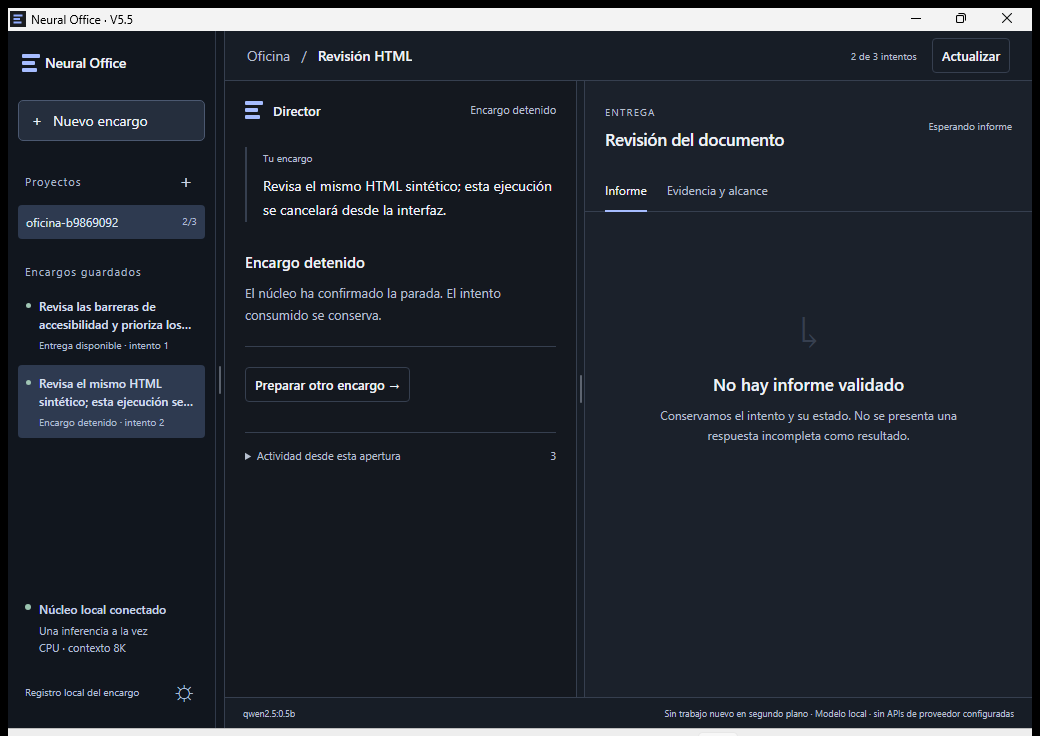 Neural Office · V5.5
Neural Office
+ Nuevo encargo
Proyectos +
oficina-b9869092 2/3
Encargos guardados
Revisa las barreras de
accesibilidad y prioriza los...
Entrega disponible · intento 1
Revisa el mismo HTML
sintético; esta ejecución se...
Encargo detenido · intento 2
Núcleo local conectado
Una inferencia a la vez
CPU · contexto 8K
Registro local del encargo
Oficina / Revisión HTML
2 de 3 intentos
Actualizar
Director
Encargo detenido
Tu encargo
Revisa el mismo HTML sintético; esta ejecución
se cancelará desde la interfaz.
Encargo detenido
El núcleo ha confirmado la parada. El intento
consumido se conserva.
Preparar otro encargo →
Actividad desde esta apertura 3
ENTREGA
Revisión del documento
Esperando informe
Informe
Evidencia y alcance
No hay informe validado
Conservamos el intento y su estado. No se presenta una
respuesta incompleta como resultado.
qwen2.5:0.5b
Sin trabajo nuevo en segundo plano · Modelo local · sin APIs de proveedor configuradas